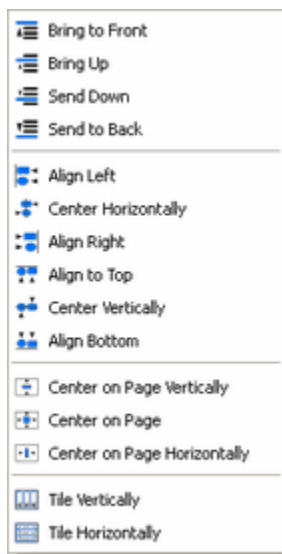 Bring to Front
Bring Up
Send Down
Send to Back
Align Left
Center Horizontally
Align Right
Align to Top
Center Vertically
Align Bottom
Center on Page Vertically
Center on Page
Center on Page Horizontally
Tile Vertically
Tile Horizontally